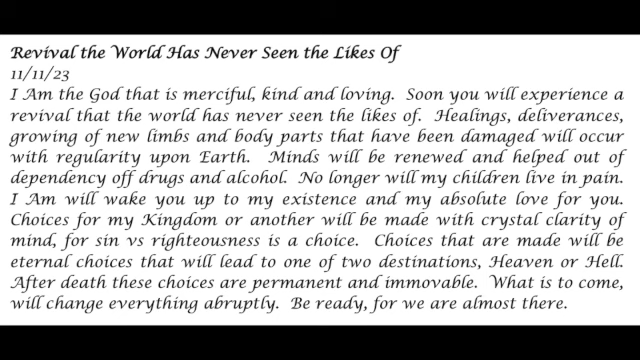 Revival the World Has Never Seen the Likes Of
11/11/23
I Am the God that is merciful, kind and loving.  Soon you will experience a
revival that the world has never seen the likes of.  Healings, deliverances,
growing of new limbs and body parts that have been damaged will occur
with regularity upon Earth.  Minds will be renewed and helped out of
dependency off drugs and alcohol.  No longer will my children live in pain.
I Am will wake you up to my existence and my absolute love for you.
Choices for my Kingdom or another will be made with crystal clarity of
mind, for sin vs righteousness is a choice.  Choices that are made will be
eternal choices that will lead to one of two destinations, Heaven or Hell.
After death these choices are permanent and immovable.  What is to come,
will change everything abruptly.  Be ready, for we are almost there.